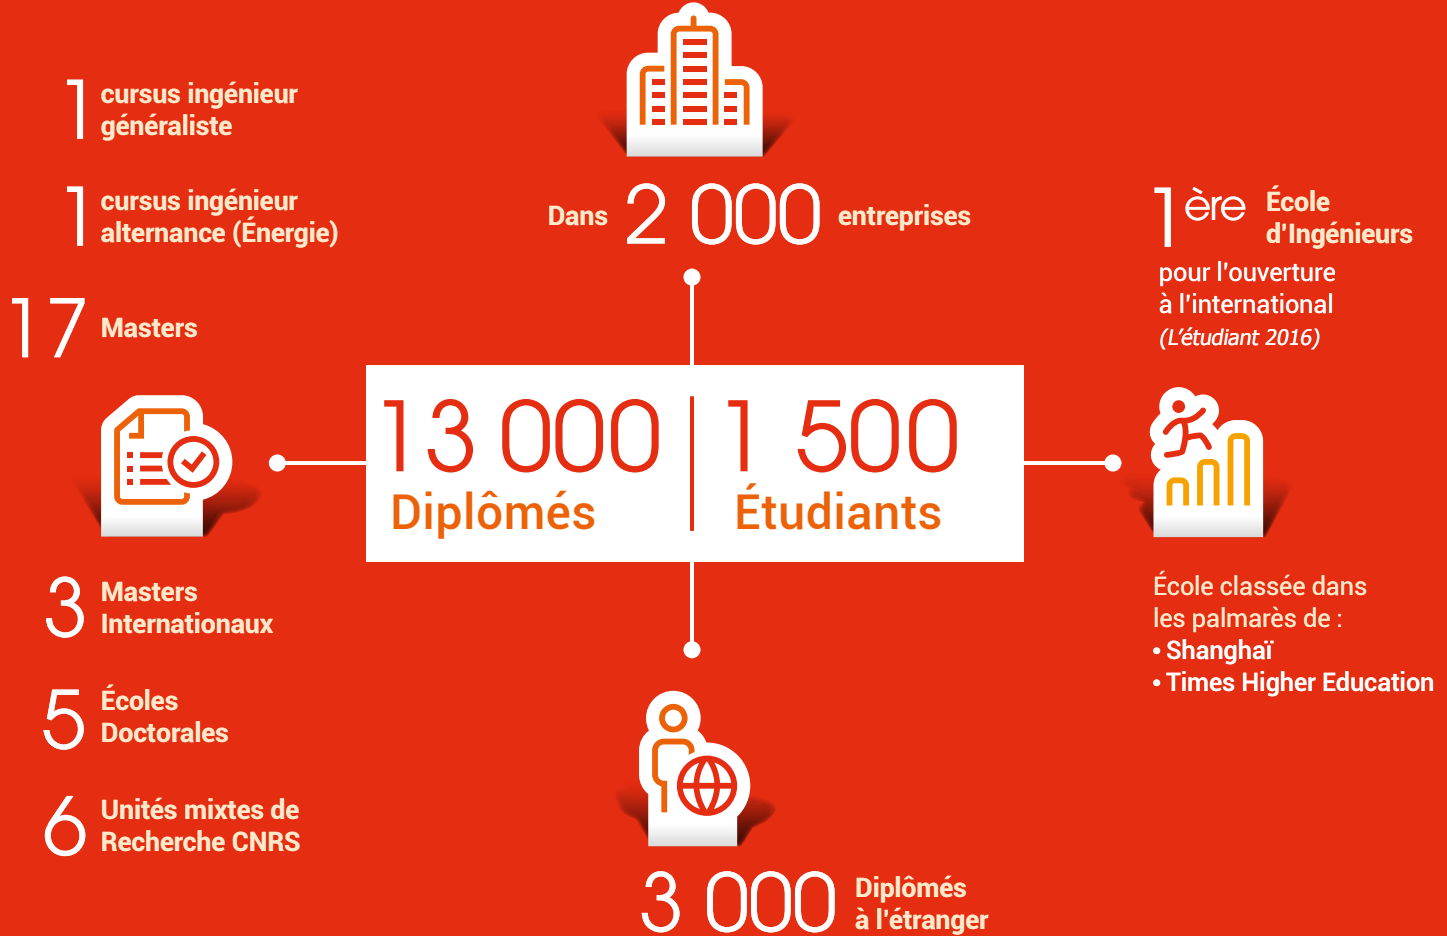 1 cursus ingénieur
généraliste
1 cursus ingénieur
alternance (Énergie)
17 Masters
3 Masters
Internationaux
5 Écoles
Doctorales
6 Unités mixtes de
Recherche CNRS
Dans 2 000 entreprises
13 000
Diplômés
1 500
Étudiants
3 000 Diplômés
à l'étranger
1ère École
d'Ingénieurs
pour l'ouverture
à l'international
(L'étudiant 2016)
École classée dans
les palmarès de :
• Shanghaï
• Times Higher Education